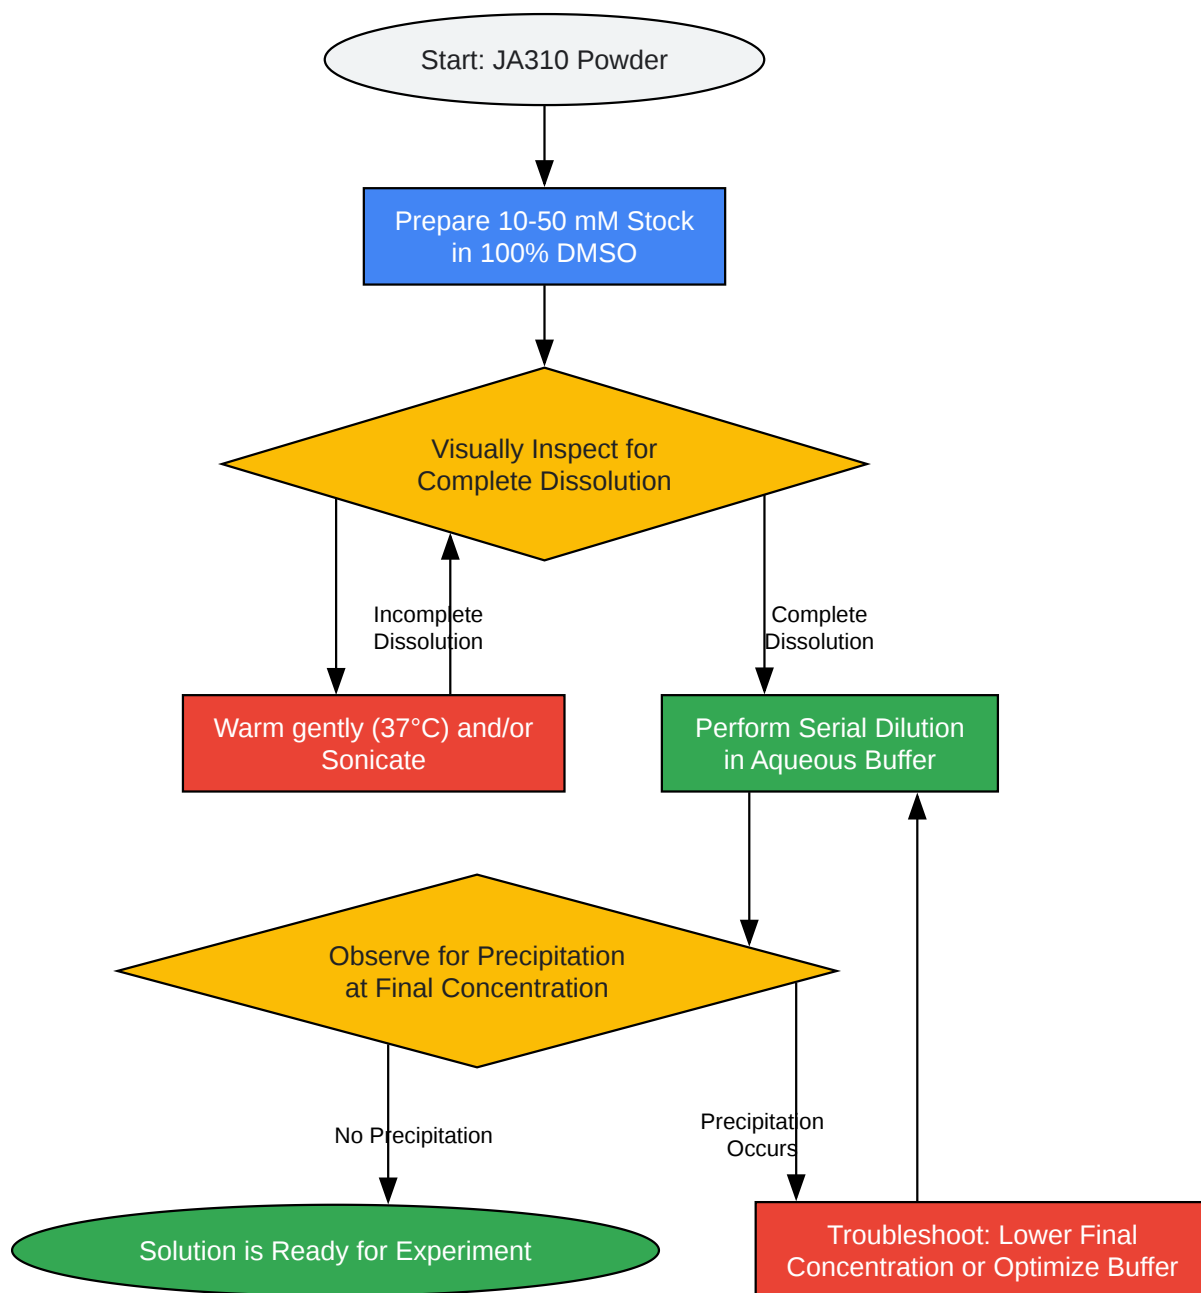 Start: JA310 Powder
Prepare 10-50 mM Stock
in 100% DMSO
Visually Inspect for
Complete Dissolution
Incomplete
Dissolution
Complete
Dissolution
Warm gently (37°C) and/or
Sonicate
Perform Serial Dilution
in Aqueous Buffer
Observe for Precipitation
at Final Concentration
No Precipitation
Precipitation
Occurs
Solution is Ready for Experiment
Troubleshoot: Lower Final
Concentration or Optimize Buffer